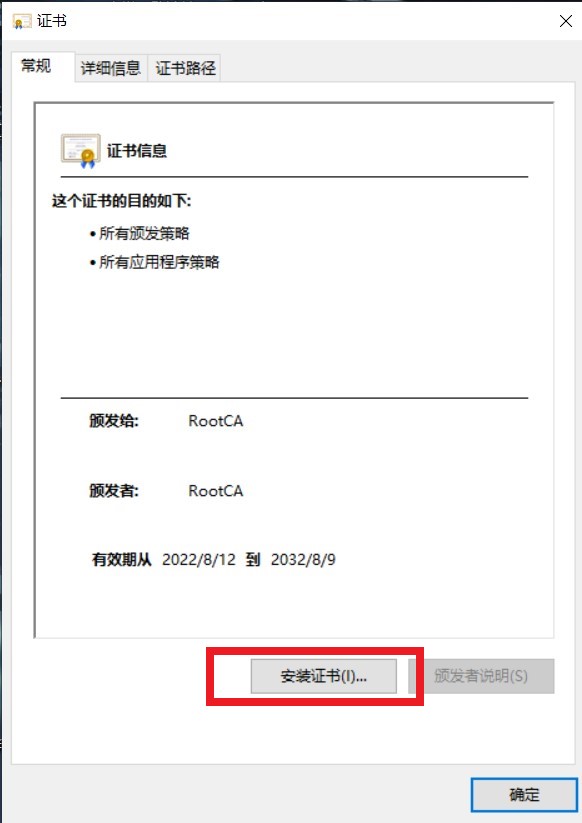 证书
常规 详细信息 证书路径
证书信息
这个证书的目的如下:
• 所有颁发策略
• 所有应用程序策略
颁发给: RootCA
颁发者: RootCA
有效期从 2022/8/12 到 2032/8/9
安装证书(I)... 颁发者说明(S)
确定